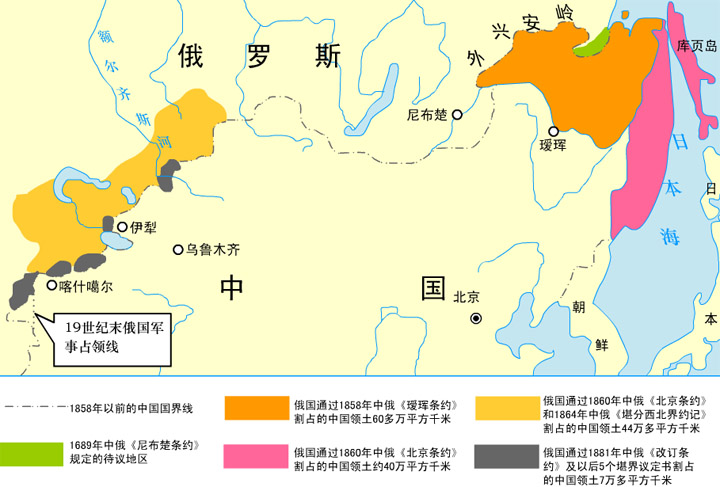 额尔齐斯河
俄罗斯
外兴安岭
库页岛
尼布楚
瑷珲
日本海
日本
伊犁
乌鲁木齐
喀什噶尔
中国
北京
朝鲜
19世纪末俄国军
事占领线
1858年以前的中国国界线
俄国通过1858年中俄《瑷珲条约》
割占的中国领土60多万平方千米
俄国通过1860年中俄《北京条约》
和1864年中俄《堪分西北界约记》
割占的中国领土44万多平方千米
1689年中俄《尼布楚条约》
规定的待议地区
俄国通过1860年中俄《北京条约》
割占的中国领土约40万平方千米
俄国通过1881年中俄《改订条
约》及以后5个堪界议定书割占
的中国领土7万多平方千米